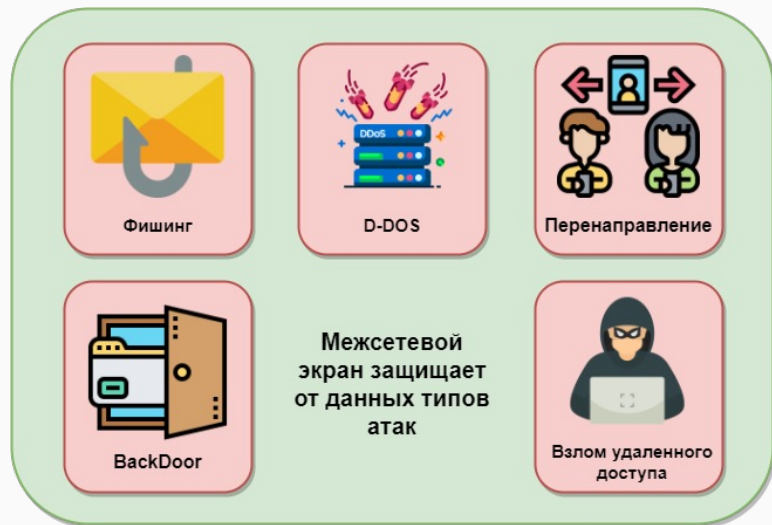 DDoS
Фишинг
D-DOS
Перенаправление
BackDoor
Межсетевой
экран защищает
от данных типов
атак
Взлом удаленного
доступа